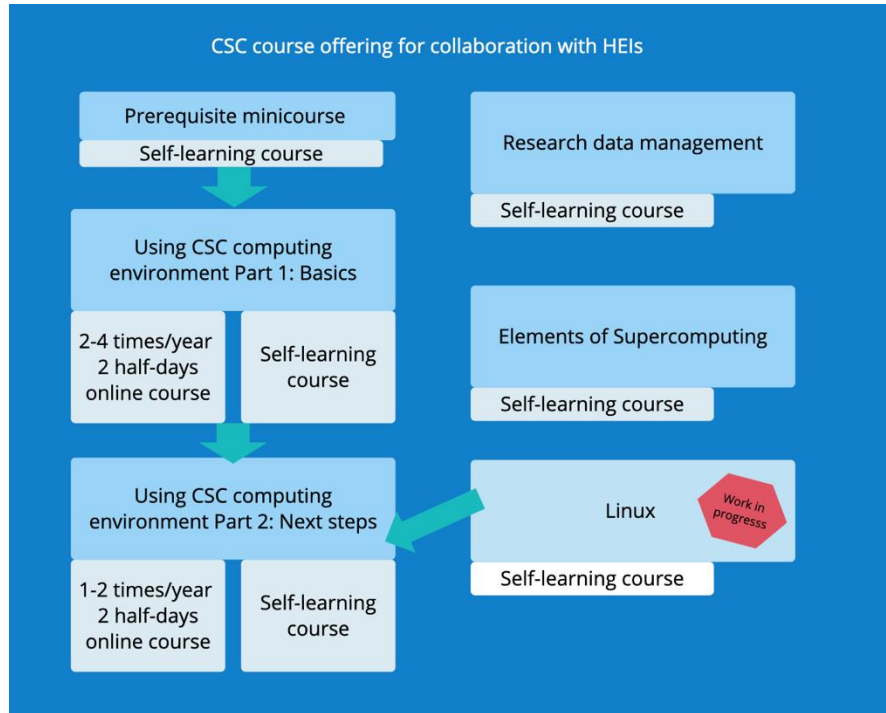 CSC course offering for collaboration with HEIs
Prerequisite minicourse
Self-learning course
Using CSC computing
environment Part 1: Basics
2-4 times/year
2 half-days
online course
Self-learning
course
Using CSC computing
environment Part 2: Next steps
1-2 times/year
2 half-days
online course
Self-learning
course
Research data management
Self-learning course
Elements of Supercomputing
Self-learning course
Linux
Work in
progresss
Self-learning course